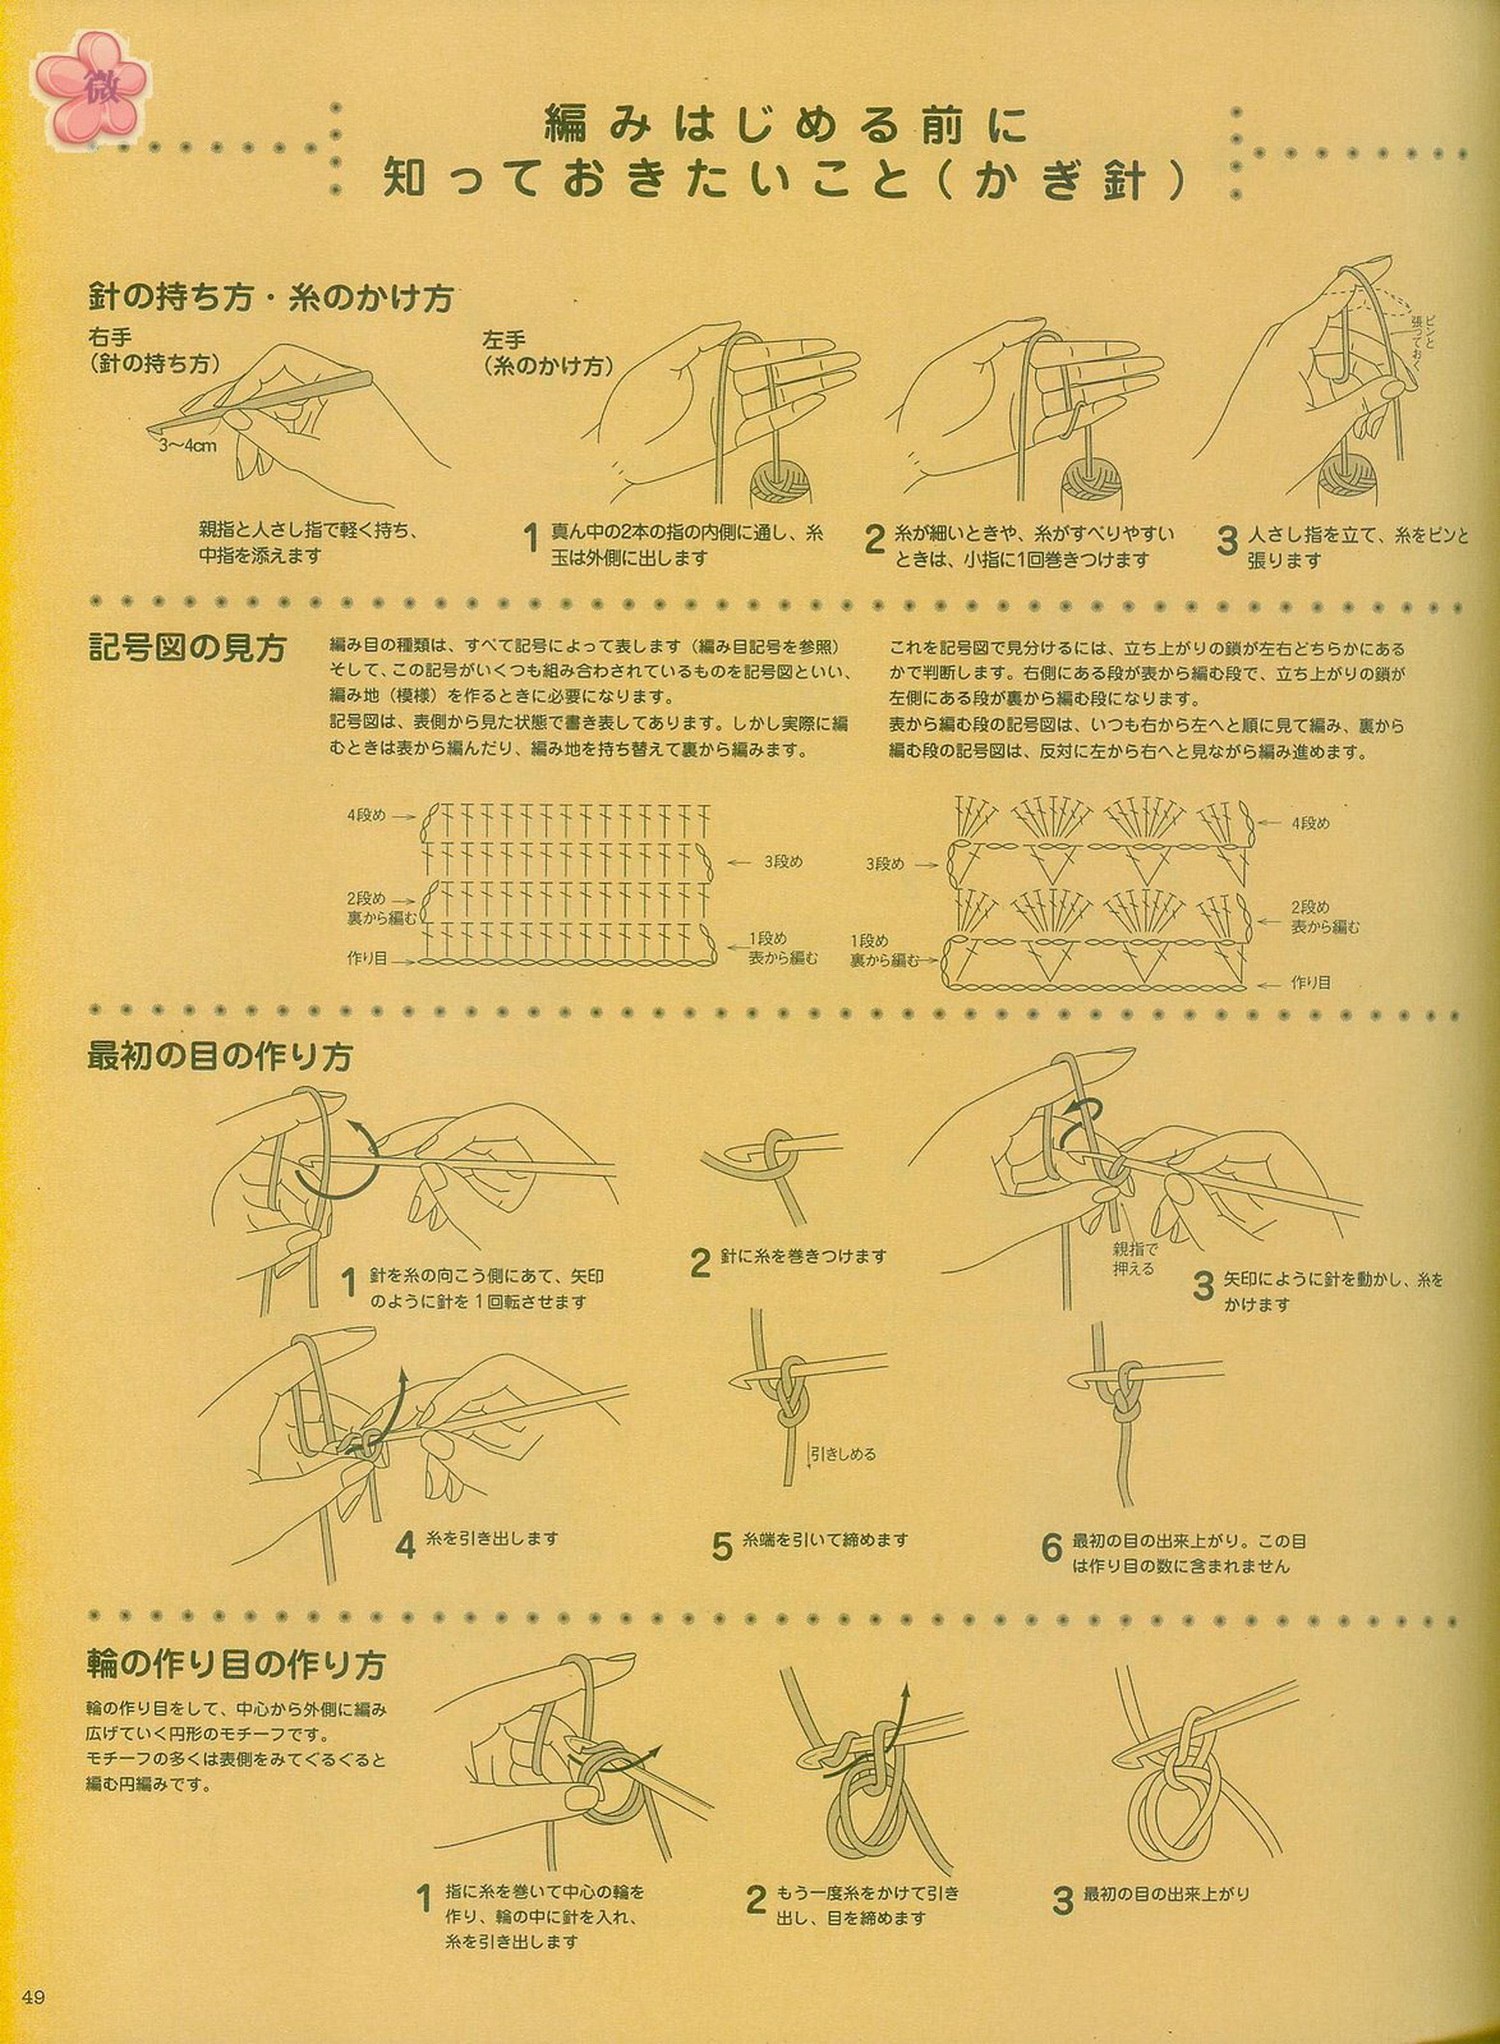 微
編みはじめる前に
知っておきたいこと(かぎ針)
針の持ち方・糸のかけ方
右手
(針の持ち方)
3〜4cm
親指と人さし指で軽く持ち、
中指を添えます
左手
(糸のかけ方)
1 真ん中の2本の指の内側に通し、糸
玉は外側に出します
2 糸が細いときや、糸がすべりやすい
ときは、小指に1回巻きつけます
ピンと
張っておく
3 人さし指を立て、糸をピンと
張ります
記号図の見方
編み目の種類は、すべて記号によって表します(編み目記号を参照)
そして、この記号がいくつも組み合わされているものを記号図といい、
編み地(模様)を作るときに必要になります。
記号図は、表側から見た状態で書き表してあります。しかし実際に編
むときは表から編んだり、編み地を持ち替えて裏から編みます。
これを記号図で見分けるには、立ち上がりの鎖が左右どちらかにある
かで判断します。右側にある段が表から編む段で、立ち上がりの鎖が
左側にある段が裏から編む段になります。
表から編む段の記号図は、いつも右から左へと順に見て編み、裏から
編む段の記号図は、反対に左から右へと見ながら編み進めます。
4段め
3段め
2段め
裏から編む
1段め
表から編む
作り目
4段め
3段め
2段め
表から編む
1段め
裏から編む
作り目
最初の目の作り方
1 針を糸の向こう側にあて、矢印
のように針を1回転させます
2 針に糸を巻きつけます
親指で
押える
3 矢印にように針を動かし、糸を
かけます
4 糸を引き出します
引きしめる
5 糸端を引いて締めます
6 最初の目の出来上がり。この目
は作り目の数に含まれません
輪の作り目の作り方
輪の作り目をして、中心から外側に編み
広げていく円形のモチーフです。
モチーフの多くは表側をみてぐるぐると
編む円編みです。
1 指に糸を巻いて中心の輪を
作り、輪の中に針を入れ、
糸を引き出します
2 もう一度糸をかけて引き
出し、目を締めます
3 最初の目の出来上がり
49